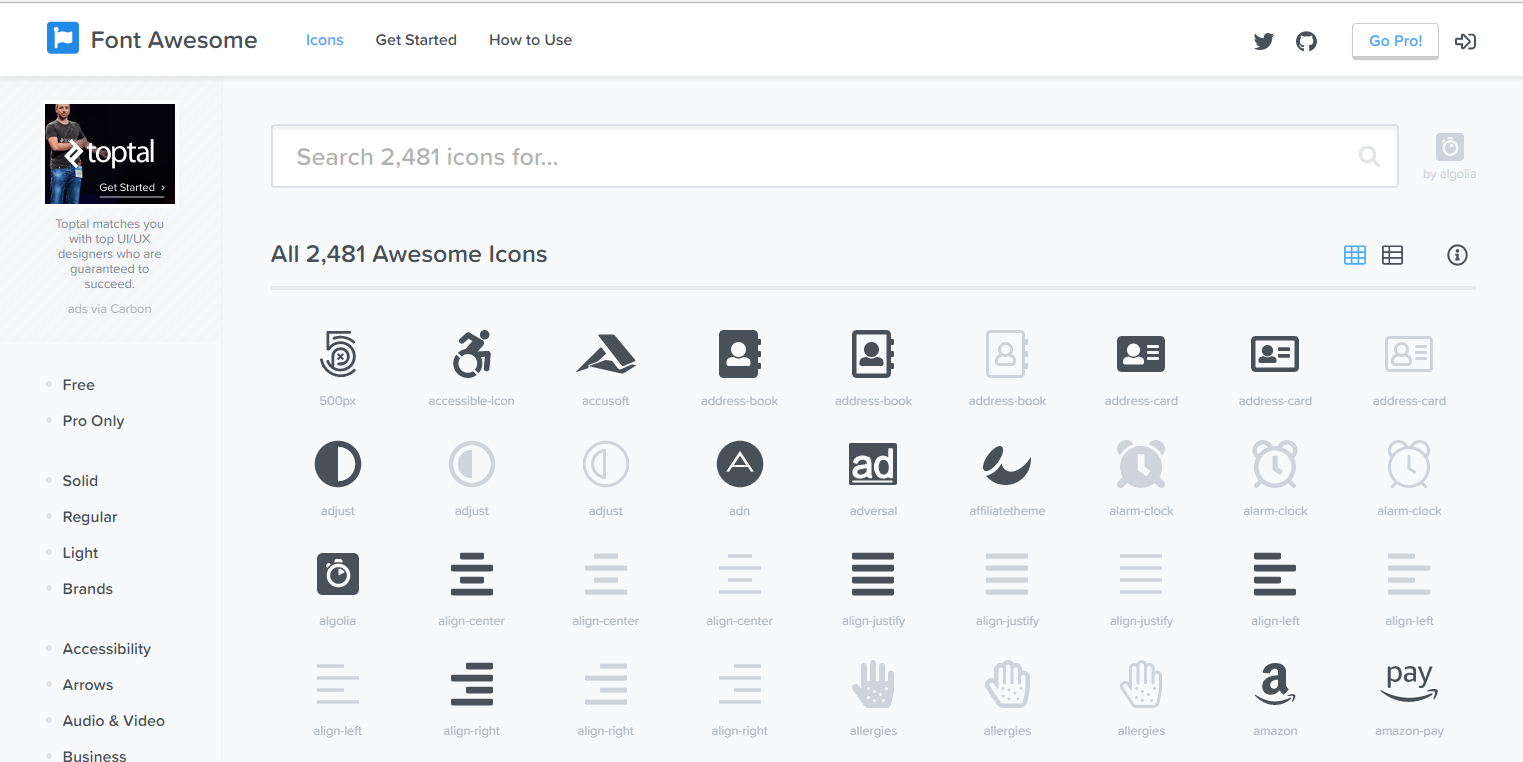 Font Awesome
Icons
Get Started
How to Use
Go Pro!
toptal
Get Started ›
Toptal matches you
with top UI/UX
designers who are
guaranteed to
succeed.
ads via Carbon
Free
Pro Only
Solid
Regular
Light
Brands
Accessibility
Arrows
Audio & Video
Business
Search 2,481 icons for...
by algolia
All 2,481 Awesome Icons
500px
accessible-icon
accusoft
address-book
address-book
address-book
address-card
address-card
address-card
adjust
adjust
adjust
adn
ad
adversal
affiliatetheme
alarm-clock
alarm-clock
alarm-clock
algolia
align-center
align-center
align-center
align-justify
align-justify
align-justify
align-left
align-left
align-left
align-right
align-right
align-right
allergies
allergies
allergies
a
amazon
pay
amazon-pay